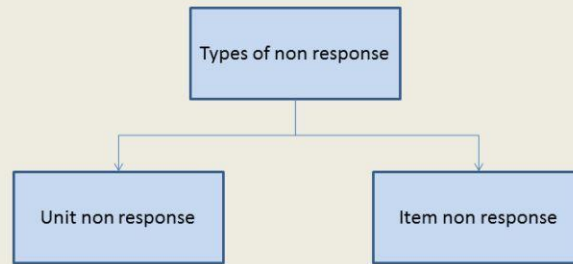 Types of non response
Unit non response
Item non response